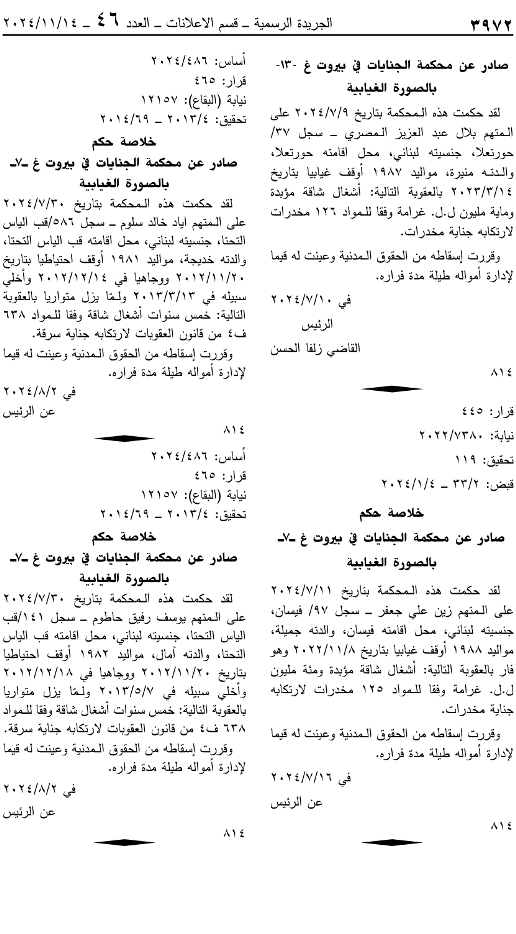 ٣٩٧٢
الجريدة الرسمية – قسم الاعلانات – العدد ٤٦ – ٢٠٢٤/١١/١٤
صادر عن محكمة الجنايات في بيروت غ -١٣-
بالصورة الغيابية
لقد حكمت هذه المحكمة بتاريخ ٢٠٢٤/٧/٩ على
المتهم بلال عبد العزيز المصري – سجل ٣٧/
حورتعلا، جنسيته لبناني، محل اقامته حورتعلا،
والدته منيرة، مواليد ١٩٨٧ أوقف غيابيا بتاريخ
٢٠٢٣/٣/١٤ بالعقوبة التالية: أشغال شاقة مؤبدة
وماية مليون ل.ل. غرامة وفقا للمواد ١٢٦ مخدرات
لارتكابه جناية مخدرات.
وقررت إسقاطه من الحقوق المدنية وعينت له قيما
لإدارة أمواله طيلة مدة فراره.
في ٢٠٢٤/٧/١٠
الرئيس
القاضي زلفا الحسن
٨١٤
قرار: ٤٤٥
نيابة: ٢٠٢٢/٧٣٨٠
تحقيق: ١١٩
قبض: ٣٣/٢ – ٢٠٢٤/١/٤
خلاصة حكم
صادر عن محكمة الجنايات في بيروت غ –٧–
بالصورة الغيابية
لقد حكمت هذه المحكمة بتاريخ ٢٠٢٤/٧/١١
على المتهم زين علي جعفر – سجل ٩٧/ فيسان،
جنسيته لبناني، محل اقامته فيسان، والدته جميلة،
مواليد ١٩٨٨ أوقف غيابيا بتاريخ ٢٠٢٢/١١/٨ وهو
فار بالعقوبة التالية: أشغال شاقة مؤبدة ومئة مليون
ل.ل. غرامة وفقا للمواد ١٢٥ مخدرات لارتكابه
جناية مخدرات.
وقررت إسقاطه من الحقوق المدنية وعينت له قيما
لإدارة أمواله طيلة مدة فراره.
في ٢٠٢٤/٧/١٦
عن الرئيس
٨١٤
أساس: ٢٠٢٤/٤٨٦
قرار: ٤٦٥
نيابة (البقاع): ١٢١٥٧
تحقيق: ٢٠١٣/٤ – ٢٠١٤/٦٩
خلاصة حكم
صادر عن محكمة الجنايات في بيروت غ –٧–
بالصورة الغيابية
لقد حكمت هذه المحكمة بتاريخ ٢٠٢٤/٧/٣٠
على المتهم اياد خالد سلوم – سجل ٥٨٦/قب الياس
التحتا، جنسيته لبناني، محل اقامته قب الياس التحتا،
والدته خديجة، مواليد ١٩٨١ أوقف احتياطيا بتاريخ
٢٠١٢/١١/٢٠ ووجاهيا في ٢٠١٢/١٢/١٤ وأخلي
سبيله في ٢٠١٣/٣/١٣ ولمّا يزل متواريا بالعقوبة
التالية: خمس سنوات أشغال شاقة وفقا للمواد ٦٣٨
ف٤ من قانون العقوبات لارتكابه جناية سرقة.
وقررت إسقاطه من الحقوق المدنية وعينت له قيما
لإدارة أمواله طيلة مدة فراره.
في ٢٠٢٤/٨/٢
عن الرئيس
٨١٤
أساس: ٢٠٢٤/٤٨٦
قرار: ٤٦٥
نيابة (البقاع): ١٢١٥٧
تحقيق: ٢٠١٣/٤ – ٢٠١٤/٦٩
خلاصة حكم
صادر عن محكمة الجنايات في بيروت غ –٧–
بالصورة الغيابية
لقد حكمت هذه المحكمة بتاريخ ٢٠٢٤/٧/٣٠
على المتهم يوسف رفيق حاطوم – سجل ١٤١/قب
الياس التحتا، جنسيته لبناني، محل اقامته قب الياس
التحتا، والدته آمال، مواليد ١٩٨٢ أوقف احتياطيا
بتاريخ ٢٠١٢/١١/٢٠ ووجاهيا في ٢٠١٢/١٢/١٨
وأخلي سبيله في ٢٠١٣/٥/٧ ولمّا يزل متواريا
بالعقوبة التالية: خمس سنوات أشغال شاقة وفقا للمواد
٦٣٨ ف٤ من قانون العقوبات لارتكابه جناية سرقة.
وقررت إسقاطه من الحقوق المدنية وعينت له قيما
لإدارة أمواله طيلة مدة فراره.
في ٢٠٢٤/٨/٢
عن الرئيس
٨١٤